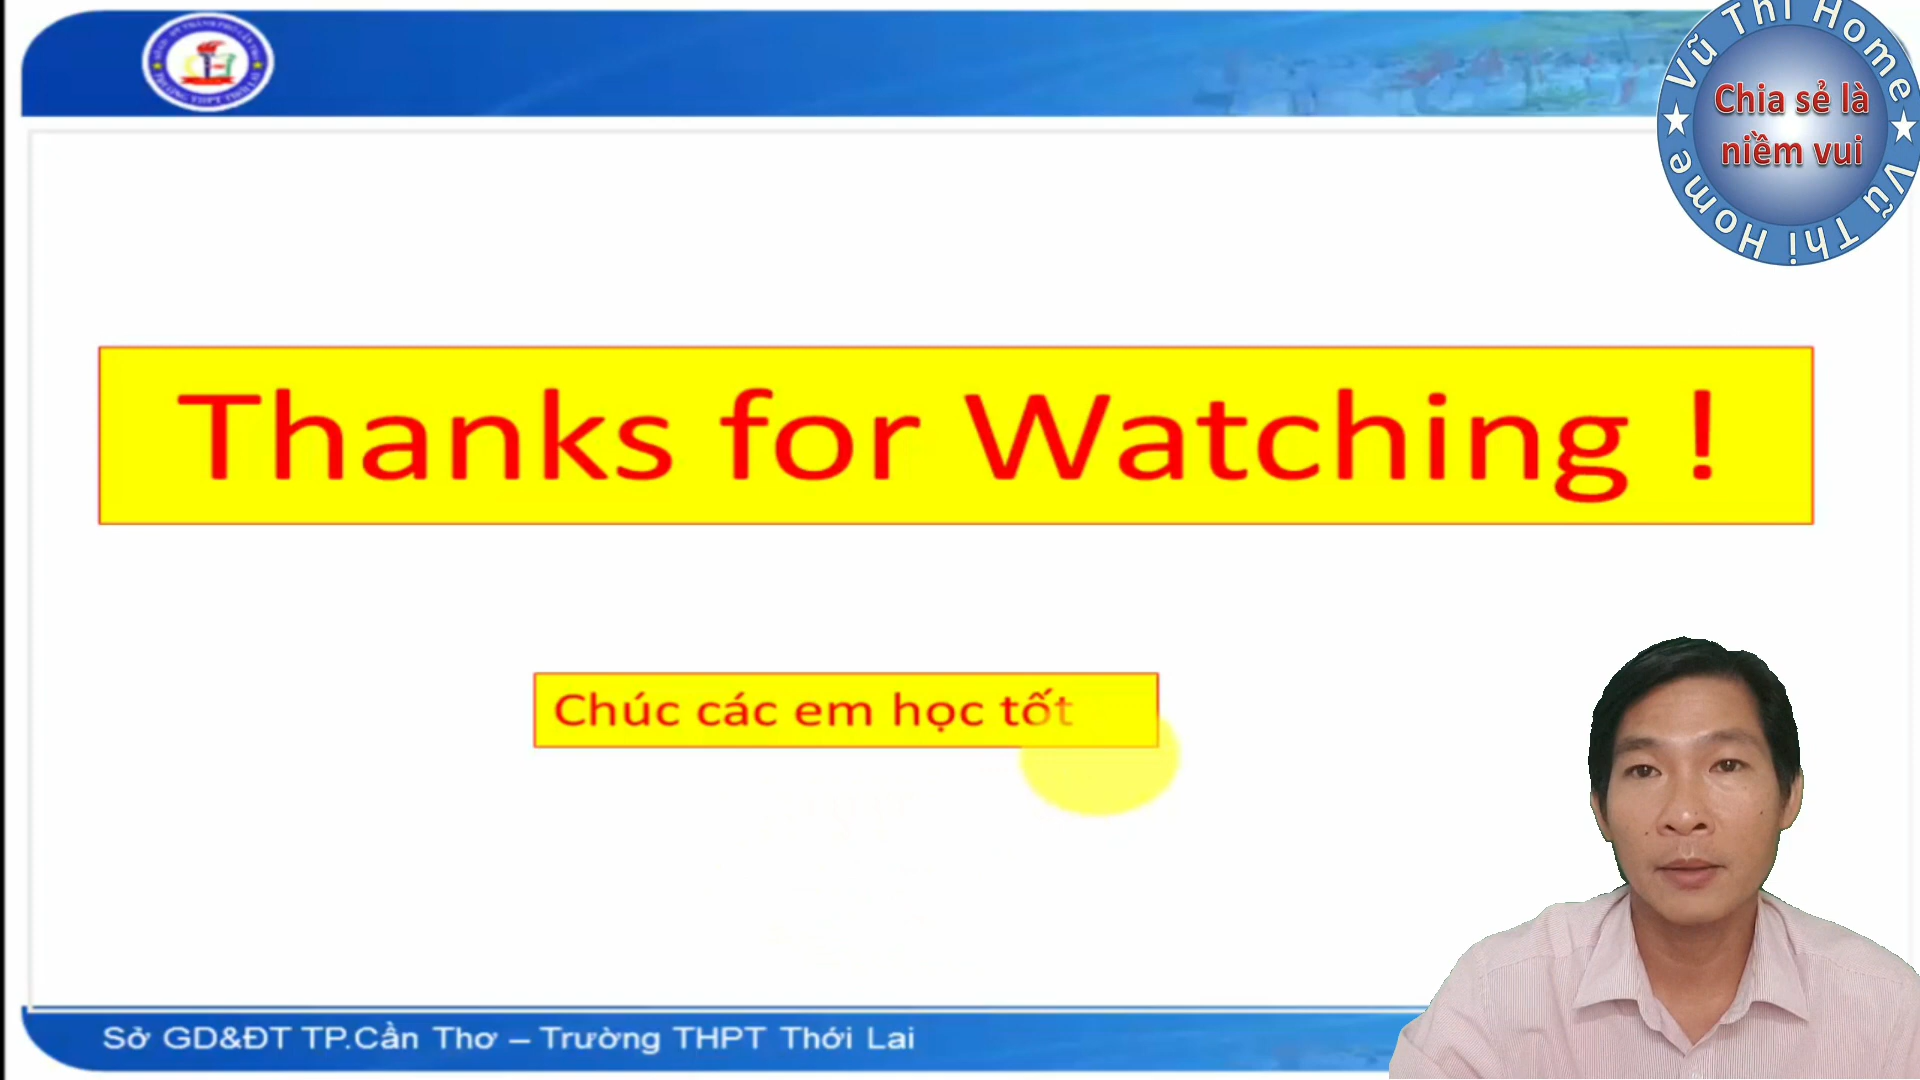 Vũ Thi Home
Chia sẻ là
niềm vui
Vũ Thi Home
Thanks for Watching !
Chúc các em học tốt
Sở GD&ĐT TP.Cần Thơ – Trường THPT Thới Lai